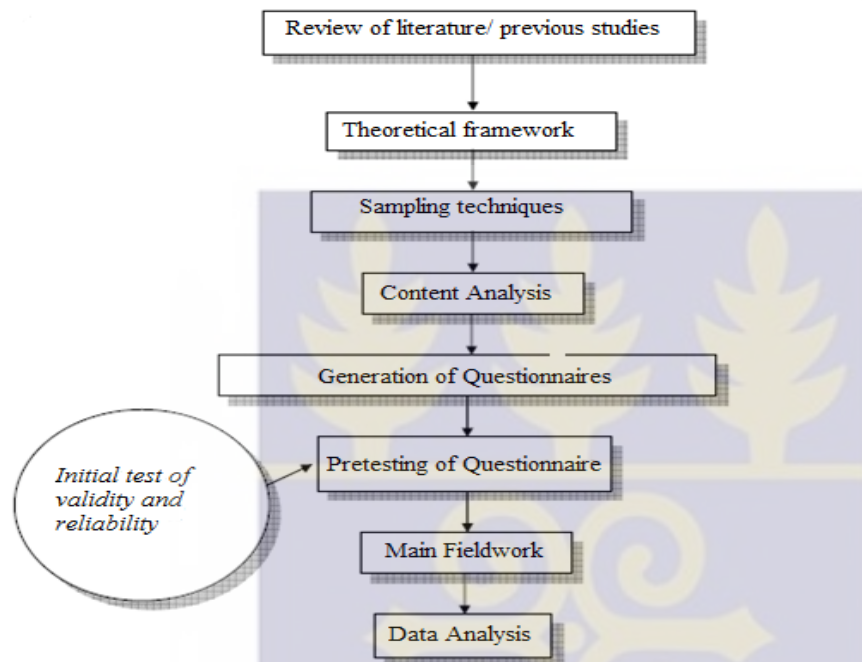 Review of literature/ previous studies
Theoretical framework
Sampling techniques
Content Analysis
Generation of Questionnaires
Initial test of
validity and
reliability
Pretesting of Questionnaire
Main Fieldwork
Data Analysis